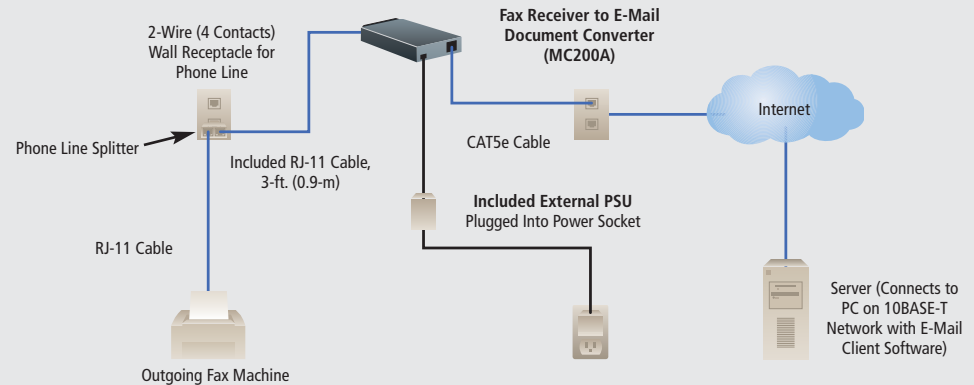 2-Wire (4 Contacts)
Wall Receptacle for
Phone Line
Fax Receiver to E-Mail
Document Converter
(MC200A)
Internet
Phone Line Splitter
Included RJ-11 Cable,
3-ft. (0.9-m)
CAT5e Cable
Included External PSU
Plugged Into Power Socket
RJ-11 Cable
Server (Connects to
PC on 10BASE-T
Network with E-Mail
Client Software)
Outgoing Fax Machine